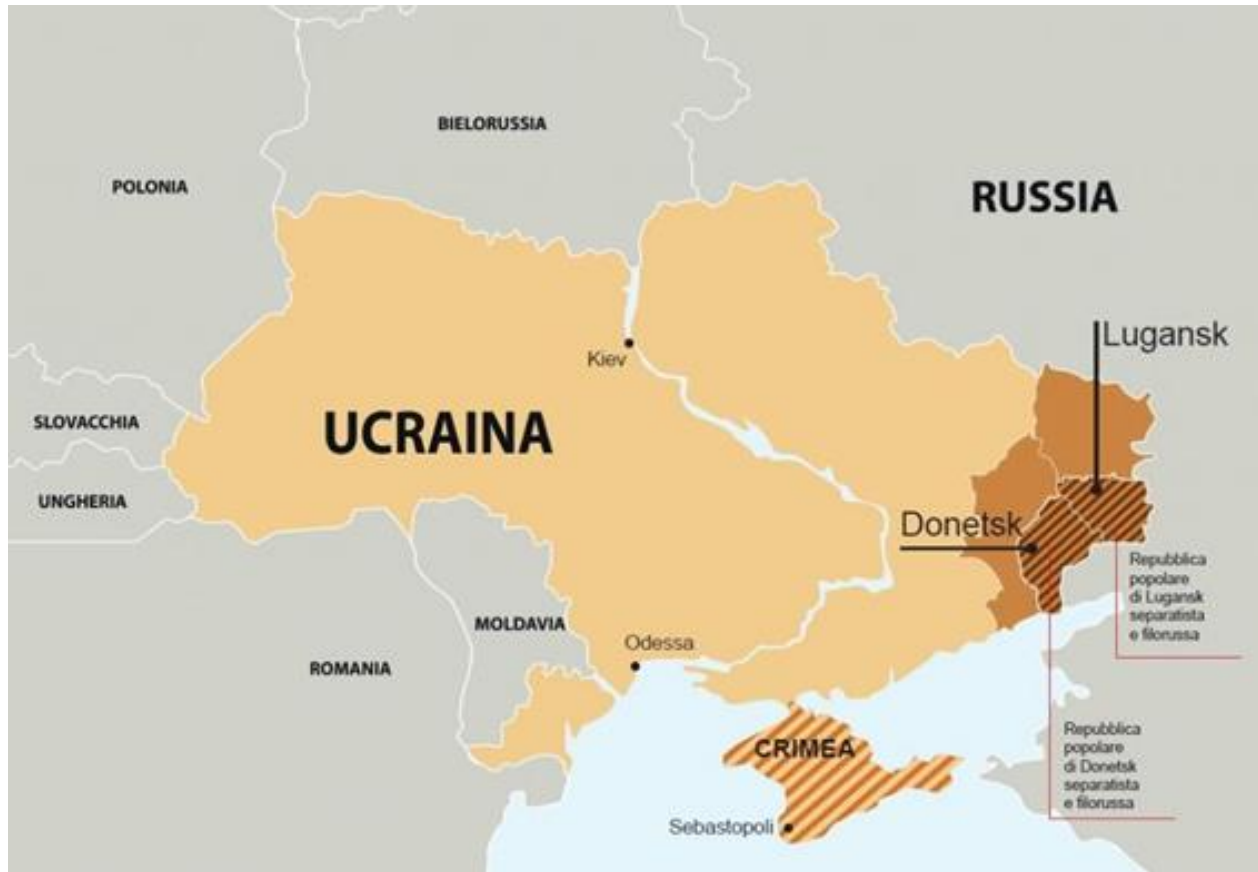 BIELORUSSIA
POLONIA
RUSSIA
Lugansk
Kiev
SLOVACCHIA
UCRAINA
UNGHERIA
Donetsk
Repubblica
popolare
di Lugansk
separatista
e filorussa
MOLDAVIA
Odessa
ROMANIA
CRIMEA
Repubblica
popolare
di Donetsk
separatista
e filorussa
Sebastopoli